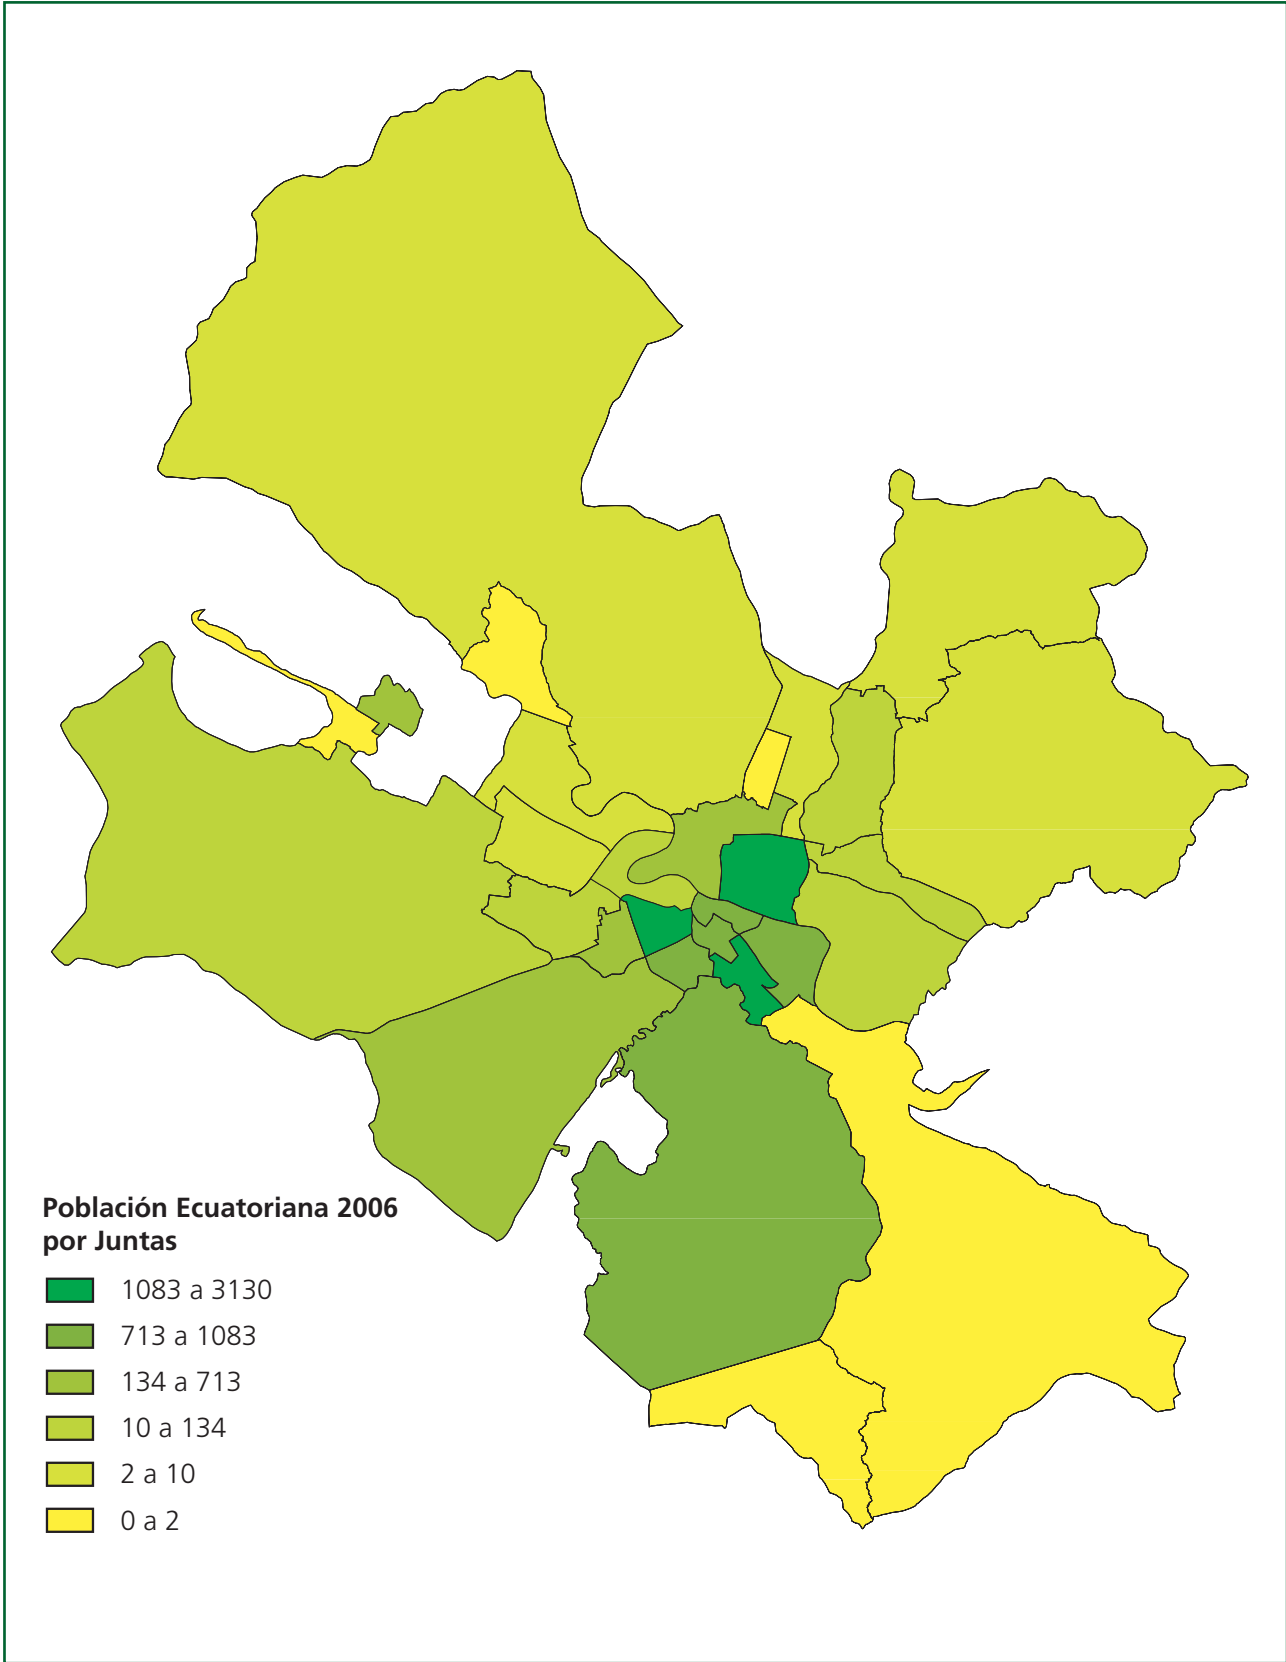 Población Ecuatoriana 2006
por Juntas
1083 a 3130
713 a 1083
134 a 713
10 a 134
2 a 10
0 a 2